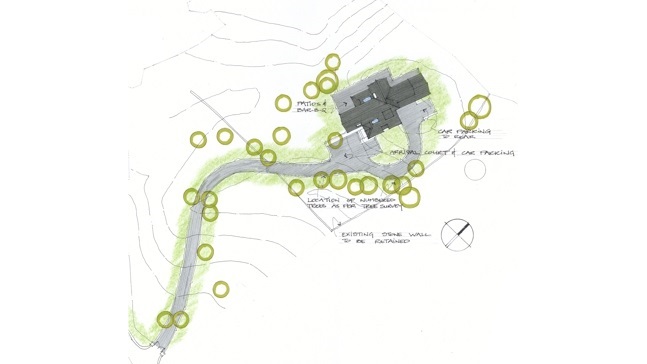 PATIOS &
BAR-B-Q
CAR PARKING
TO REAR
ARRIVAL COURT & CAR PARKING
LOCATION OF NUMBERED
TREES AS PER TREE SURVEY
EXISTING STONE WALL
TO BE RETAINED